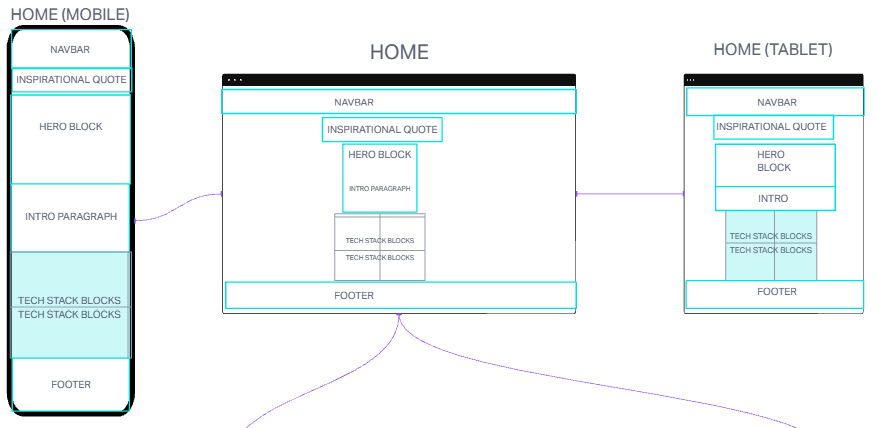 HOME (MOBILE)
NAVBAR
INSPIRATIONAL QUOTE
HERO BLOCK
INTRO PARAGRAPH
TECH STACK BLOCKS
TECH STACK BLOCKS
FOOTER
HOME
NAVBAR
INSPIRATIONAL QUOTE
HERO BLOCK
INTRO PARAGRAPH
TECH STACK BLOCKS
TECH STACK BLOCKS
FOOTER
HOME (TABLET)
NAVBAR
INSPIRATIONAL QUOTE
HERO
BLOCK
INTRO
TECH STACK BLOCKS
TECH STACK BLOCKS
FOOTER